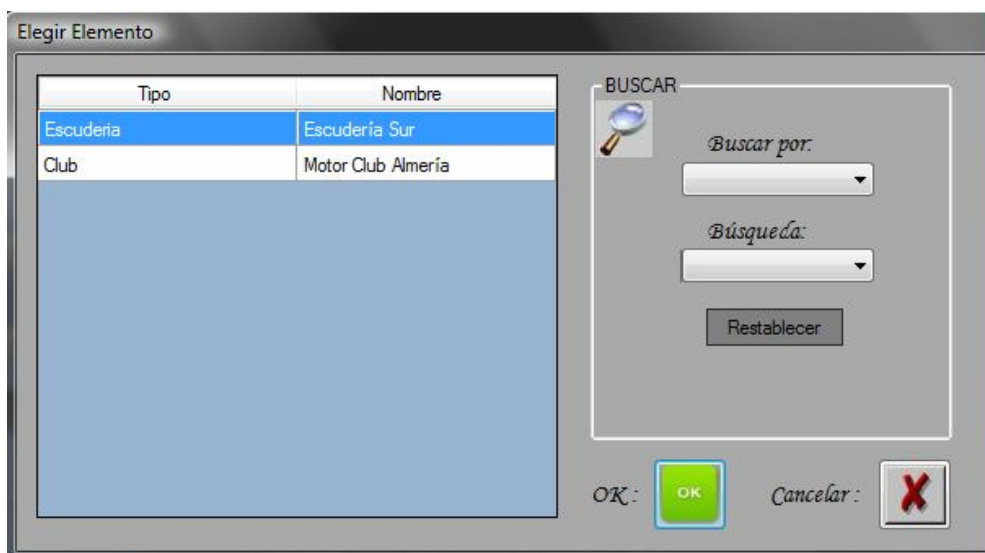 Elegir Elemento
Tipo Nombre
Escuderia Escudería Sur
Club Motor Club Almería
BUSCAR
Buscar por:
Búsqueda:
Restablecer
OK : OK Cancelar :